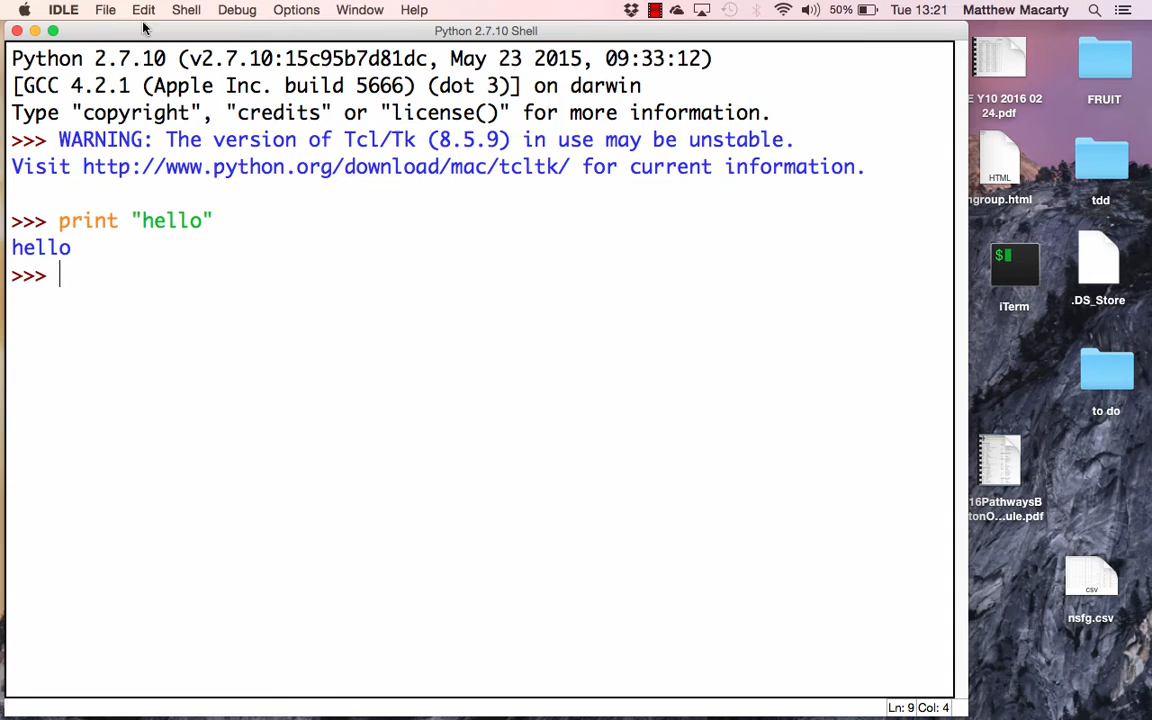 IDLE File Edit Shell Debug Options Window Help 50% Tue 13:21 Matthew Macarty
Python 2.7.10 Shell
Python 2.7.10 (v2.7.10:15c95b7d81dc, May 23 2015, 09:33:12)
[GCC 4.2.1 (Apple Inc. build 5666) (dot 3)] on darwin
Type "copyright", "credits" or "license()" for more information.
>>> WARNING: The version of Tcl/Tk (8.5.9) in use may be unstable.
Visit http://www.python.org/download/mac/tcltk/ for current information.
>>> print "hello"
hello
>>>
Ln: 9 Col: 4
E Y10 2016 02
24.pdf
FRUIT
HTML
ngroup.html
tdd
$
iTerm
.DS_Store
to do
16PathwaysB
tonO...ule.pdf
csv
nsfg.csv